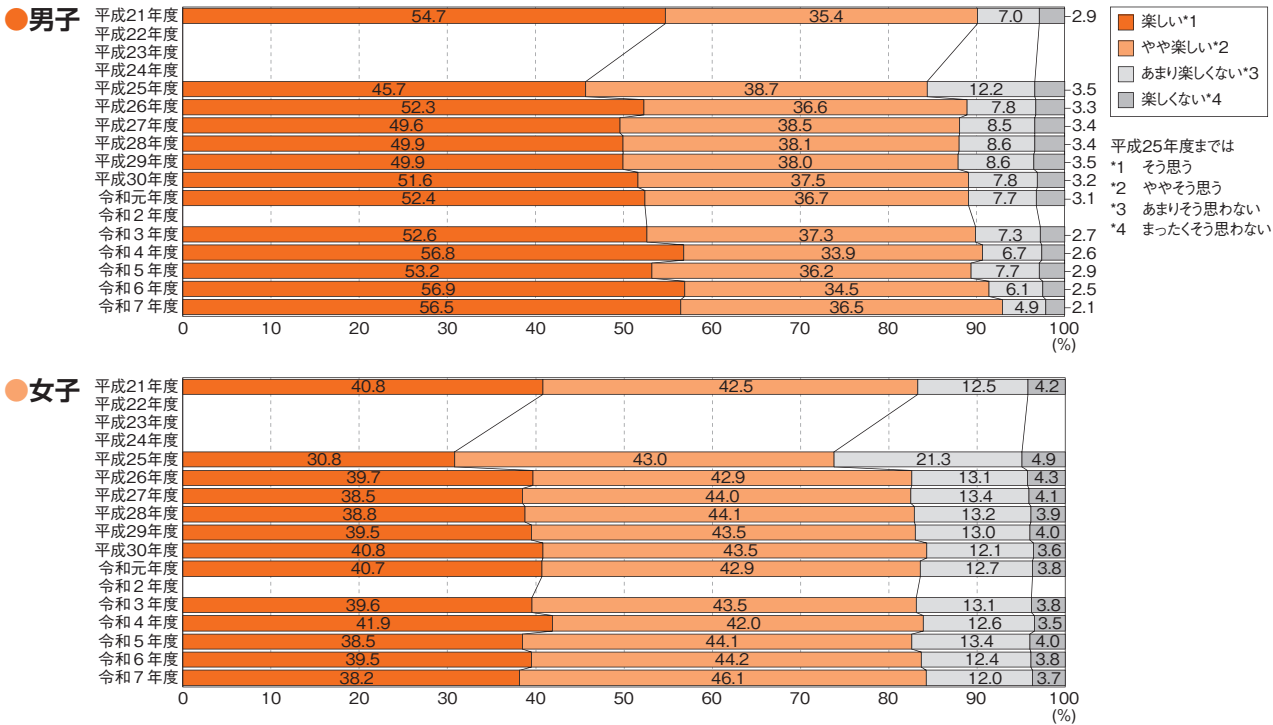 ●男子
平成21年度 54.7 35.4 7.0 2.9
平成22年度
平成23年度
平成24年度
平成25年度 45.7 38.7 12.2 3.5
平成26年度 52.3 36.6 7.8 3.3
平成27年度 49.6 38.5 8.5 3.4
平成28年度 49.9 38.1 8.6 3.4
平成29年度 49.9 38.0 8.6 3.5
平成30年度 51.6 37.5 7.8 3.2
令和元年度 52.4 36.7 7.7 3.1
令和2年度
令和3年度 52.6 37.3 7.3 2.7
令和4年度 56.8 33.9 6.7 2.6
令和5年度 53.2 36.2 7.7 2.9
令和6年度 56.9 34.5 6.1 2.5
令和7年度 56.5 36.5 4.9 2.1
0 10 20 30 40 50 60 70 80 90 100
(%)
楽しい*1
やや楽しい*2
あまり楽しくない*3
楽しくない*4
平成25年度までは
*1 そう思う
*2 ややそう思う
*3 あまりそう思わない
*4 まったくそう思わない
●女子
平成21年度 40.8 42.5 12.5 4.2
平成22年度
平成23年度
平成24年度
平成25年度 30.8 43.0 21.3 4.9
平成26年度 39.7 42.9 13.1 4.3
平成27年度 38.5 44.0 13.4 4.1
平成28年度 38.8 44.1 13.2 3.9
平成29年度 39.5 43.5 13.0 4.0
平成30年度 40.8 43.5 12.1 3.6
令和元年度 40.7 42.9 12.7 3.8
令和2年度
令和3年度 39.6 43.5 13.1 3.8
令和4年度 41.9 42.0 12.6 3.5
令和5年度 38.5 44.1 13.4 4.0
令和6年度 39.5 44.2 12.4 3.8
令和7年度 38.2 46.1 12.0 3.7
0 10 20 30 40 50 60 70 80 90 100
(%)